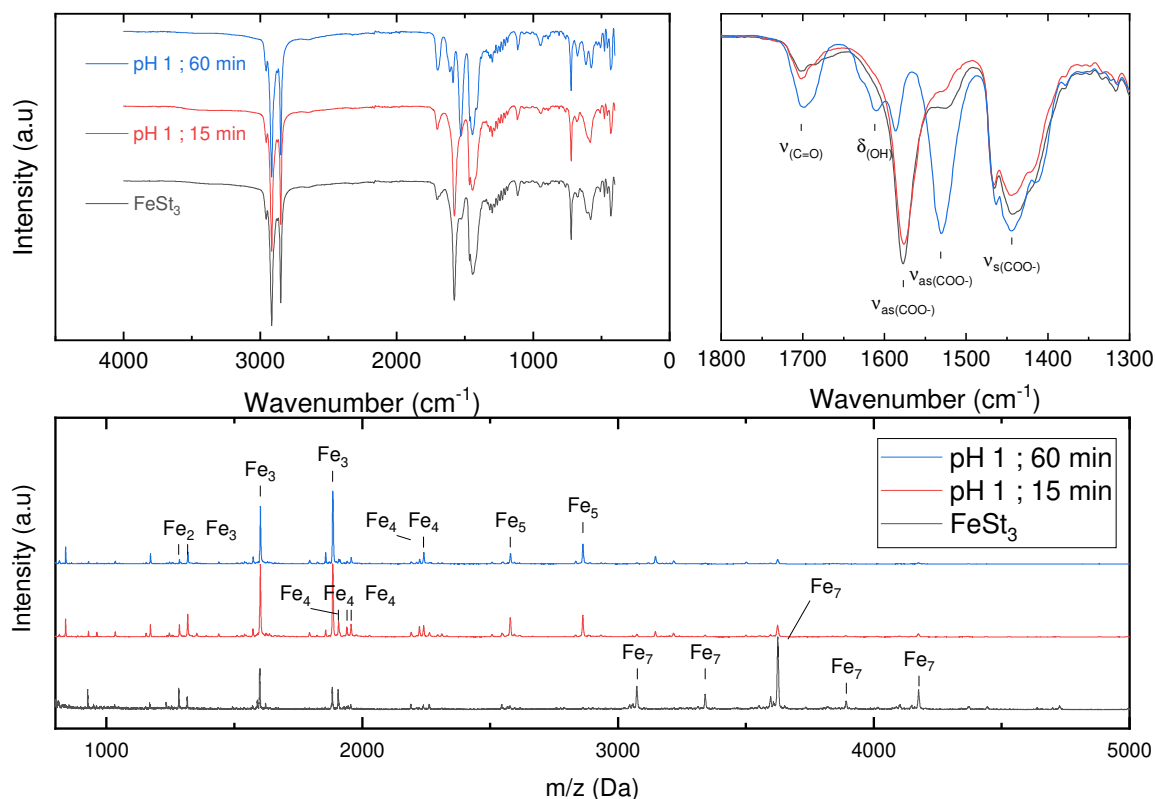 Intensity (a.u)
pH 1 ; 60 min
pH 1 ; 15 min
FeSt₃
4000 3000 2000 1000 0
Wavenumber (cm⁻¹)
ν(C=O)
δ(OH)
νas(COO-)
νas(COO-)
νs(COO-)
1800 1700 1600 1500 1400 1300
Wavenumber (cm⁻¹)
Intensity (a.u)
pH 1 ; 60 min
pH 1 ; 15 min
FeSt₃
Fe₃ Fe₃
Fe₂ Fe₃ Fe₄ Fe₄ Fe₅ Fe₅
Fe₄ Fe₄ Fe₄ Fe₇
Fe₇ Fe₇ Fe₇ Fe₇
1000 2000 3000 4000 5000
m/z (Da)